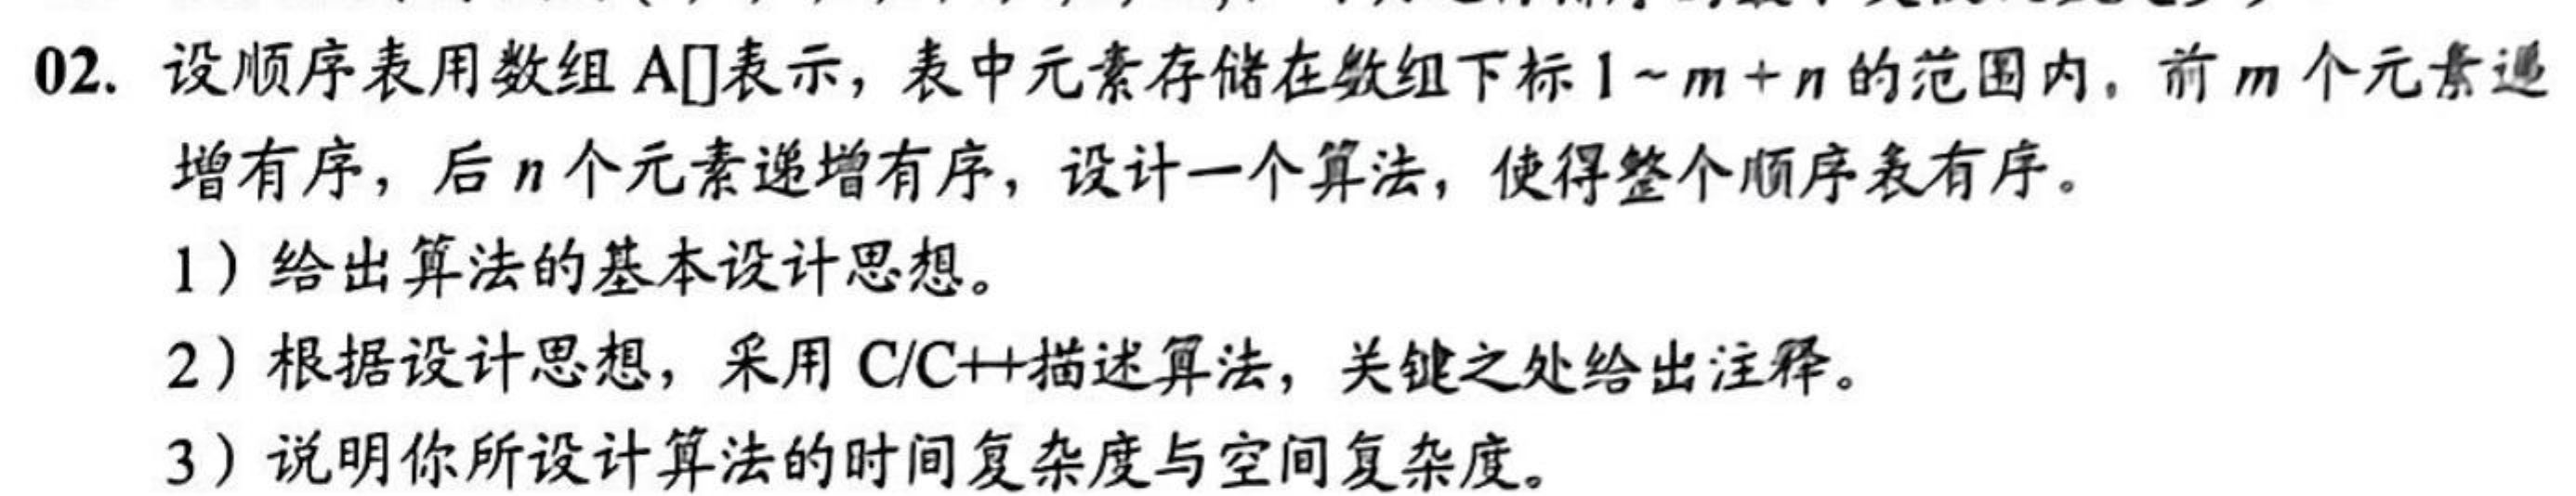 02. 设顺序表用数组 A[]表示，表中元素存储在数组下标 1~m+n 的范围内，前 m 个元素递
增有序，后 n 个元素递增有序，设计一个算法，使得整个顺序表有序。
1）给出算法的基本设计思想。
2）根据设计思想，采用 C/C++描述算法，关键之处给出注释。
3）说明你所设计算法的时间复杂度与空间复杂度。